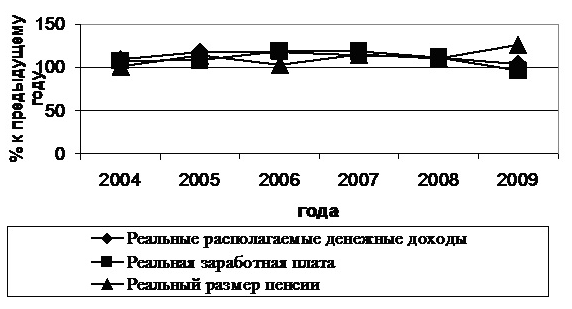 % к предыдущему году
150
100
50
0
2004 2005 2006 2007 2008 2009
года
Реальные располагаемые денежные доходы
Реальная заработная плата
Реальный размер пенсии